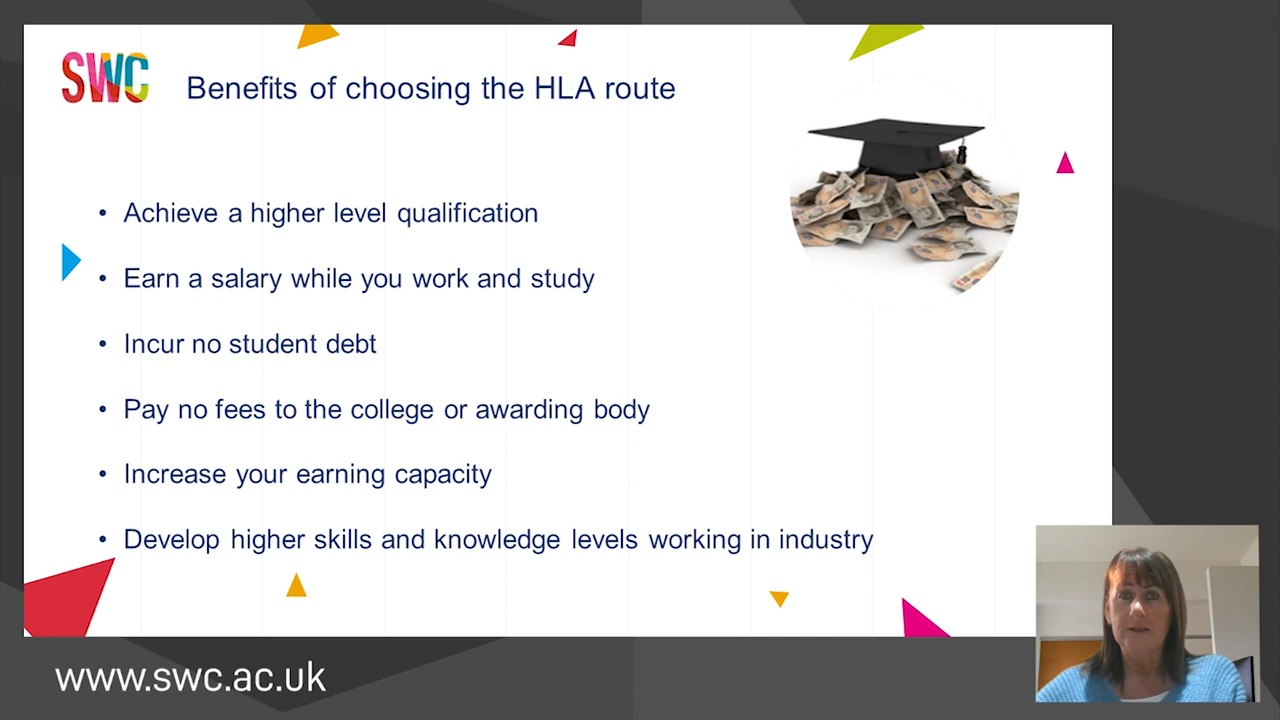 SWC
Benefits of choosing the HLA route
• Achieve a higher level qualification
• Earn a salary while you work and study
• Incur no student debt
• Pay no fees to the college or awarding body
• Increase your earning capacity
• Develop higher skills and knowledge levels working in industry
www.swc.ac.uk